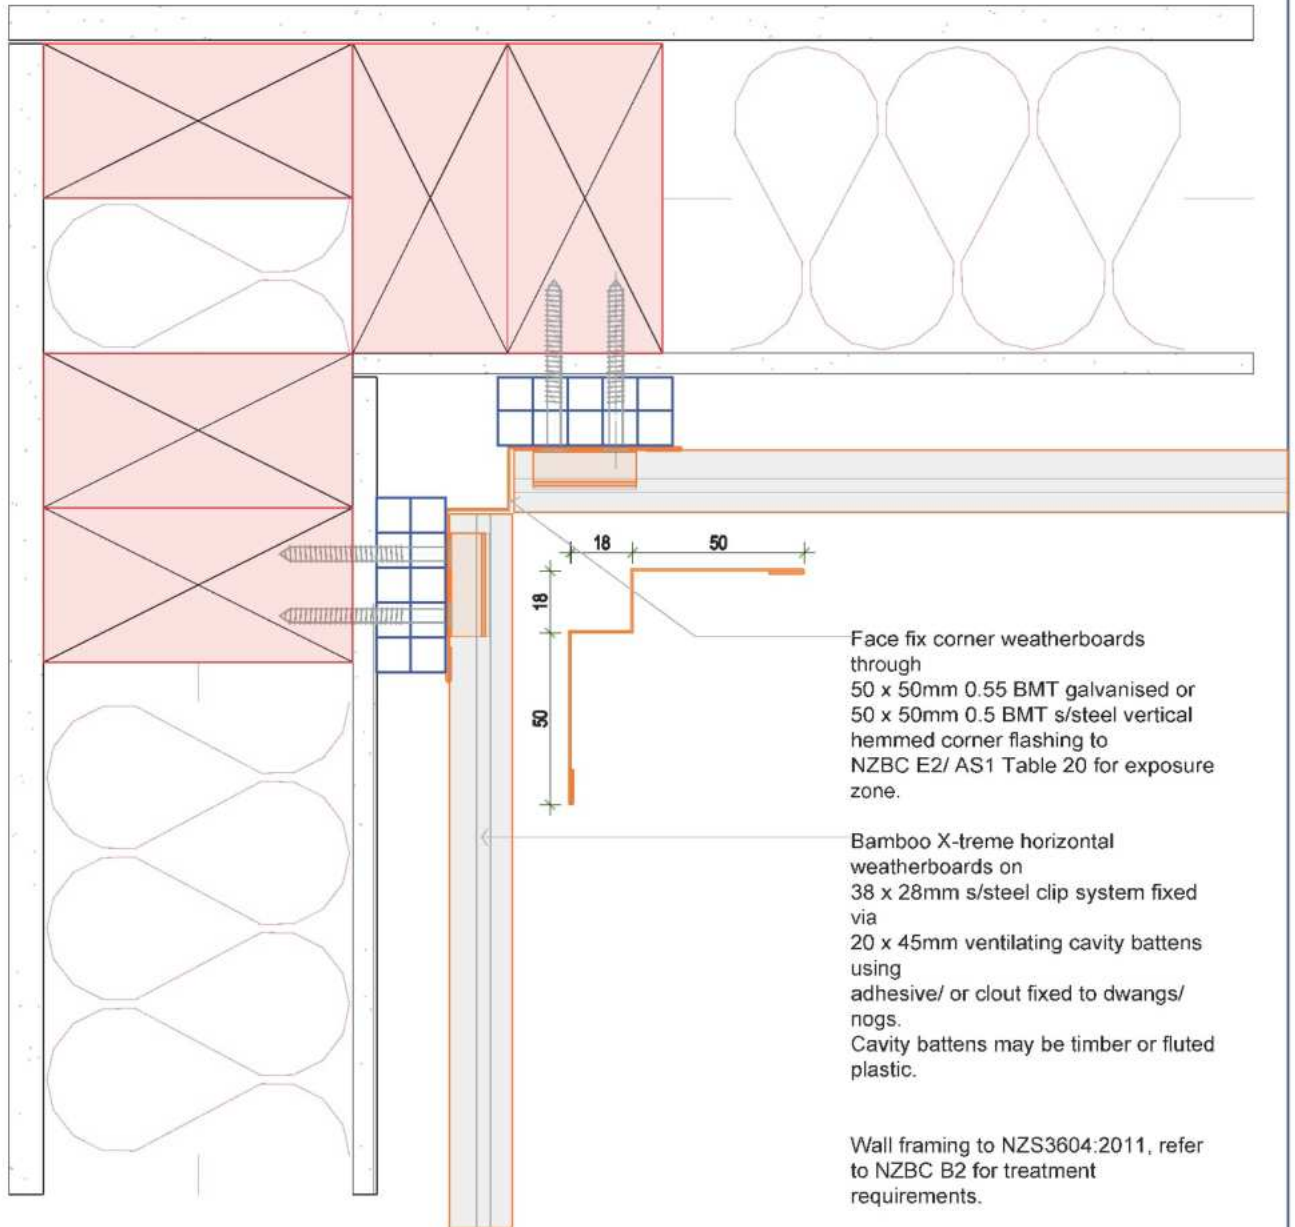 18
50
18
50
Face fix corner weatherboards
through
50 x 50mm 0.55 BMT galvanised or
50 x 50mm 0.5 BMT s/steel vertical
hemmed corner flashing to
NZBC E2/ AS1 Table 20 for exposure
zone.
Bamboo X-treme horizontal
weatherboards on
38 x 28mm s/steel clip system fixed
via
20 x 45mm ventilating cavity battens
using
adhesive/ or clout fixed to dwangs/
nogs.
Cavity battens may be timber or fluted
plastic.
Wall framing to NZS3604:2011, refer
to NZBC B2 for treatment
requirements.